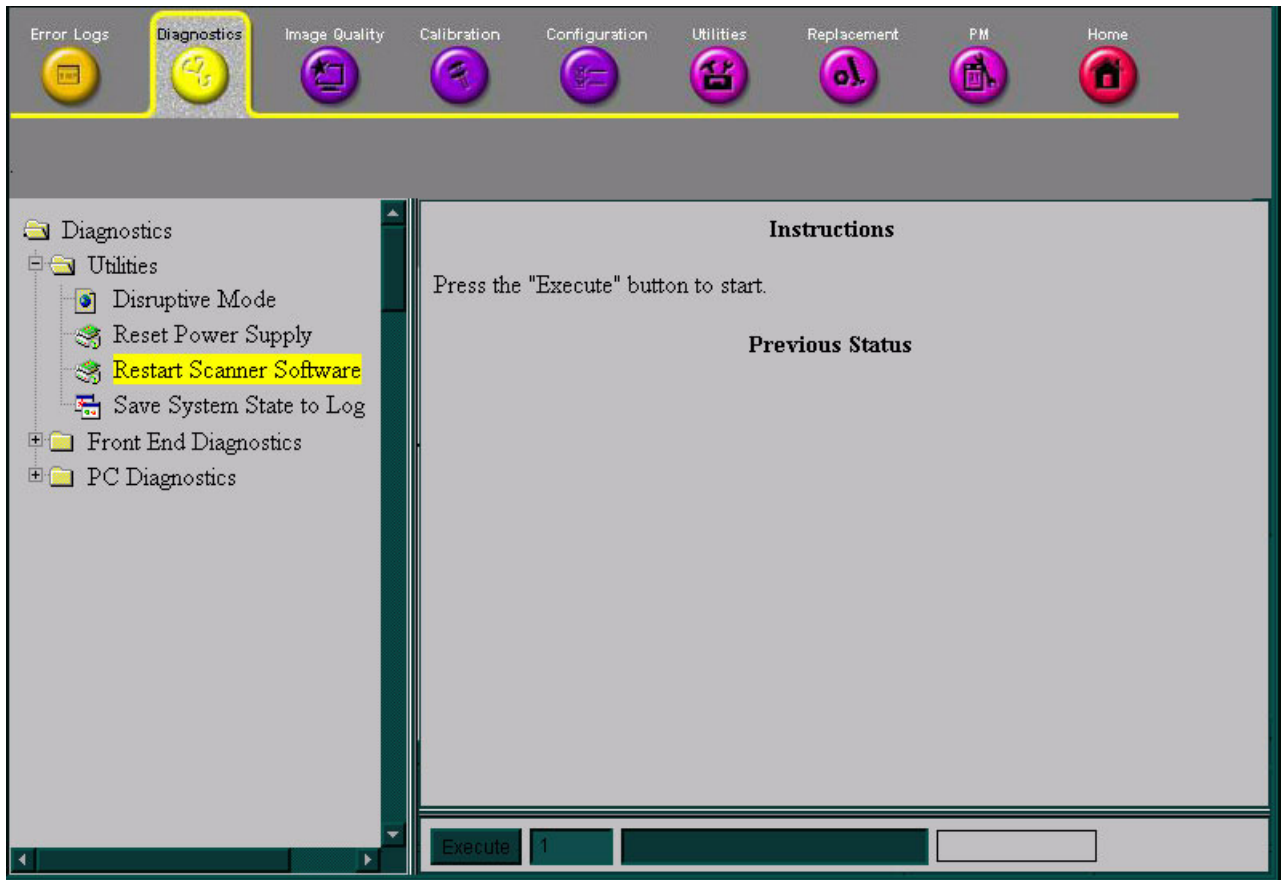 Error Logs
Diagnostics
Image Quality
Calibration
Configuration
Utilities
Replacement
PM
Home
Diagnostics
Utilities
Disruptive Mode
Reset Power Supply
Restart Scanner Software
Save System State to Log
Front End Diagnostics
PC Diagnostics
Instructions
Press the "Execute" button to start.
Previous Status
Execute
1